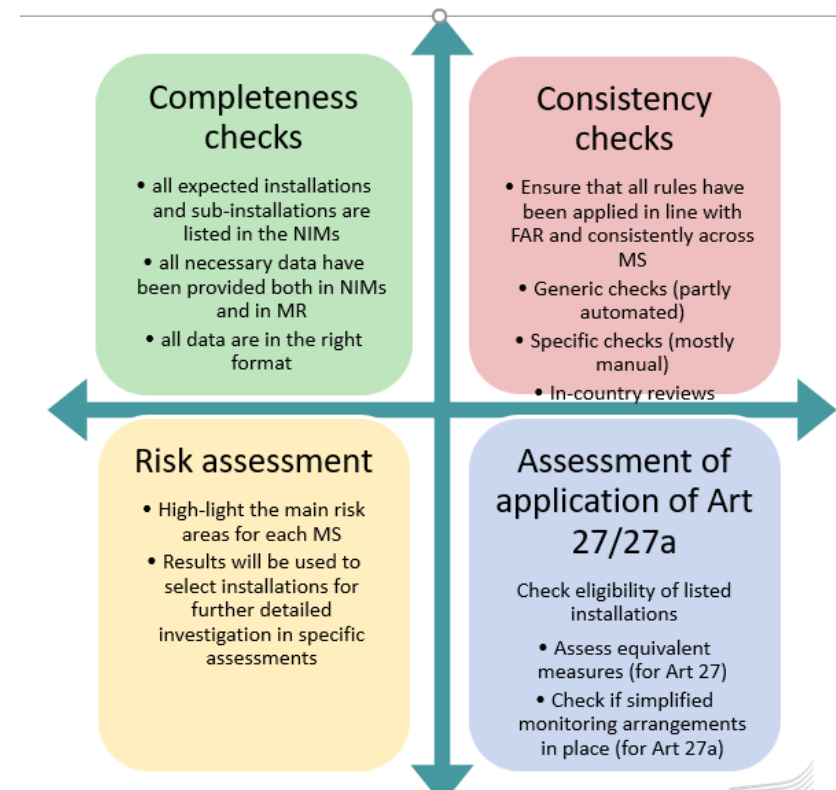 Completeness
checks
• all expected installations
and sub-installations are
listed in the NIMs
• all necessary data have
been provided both in NIMs
and in MR
• all data are in the right
format
Consistency
checks
• Ensure that all rules have
been applied in line with
FAR and consistently across
MS
• Generic checks (partly
automated)
• Specific checks (mostly
manual)
• In-country reviews
Risk assessment
• High-light the main risk
areas for each MS
• Results will be used to
select installations for
further detailed
investigation in specific
assessments
Assessment of
application of Art
27/27a
Check eligibility of listed
installations
• Assess equivalent
measures (for Art 27)
• Check if simplified
monitoring arrangements
in place (for Art 27a)